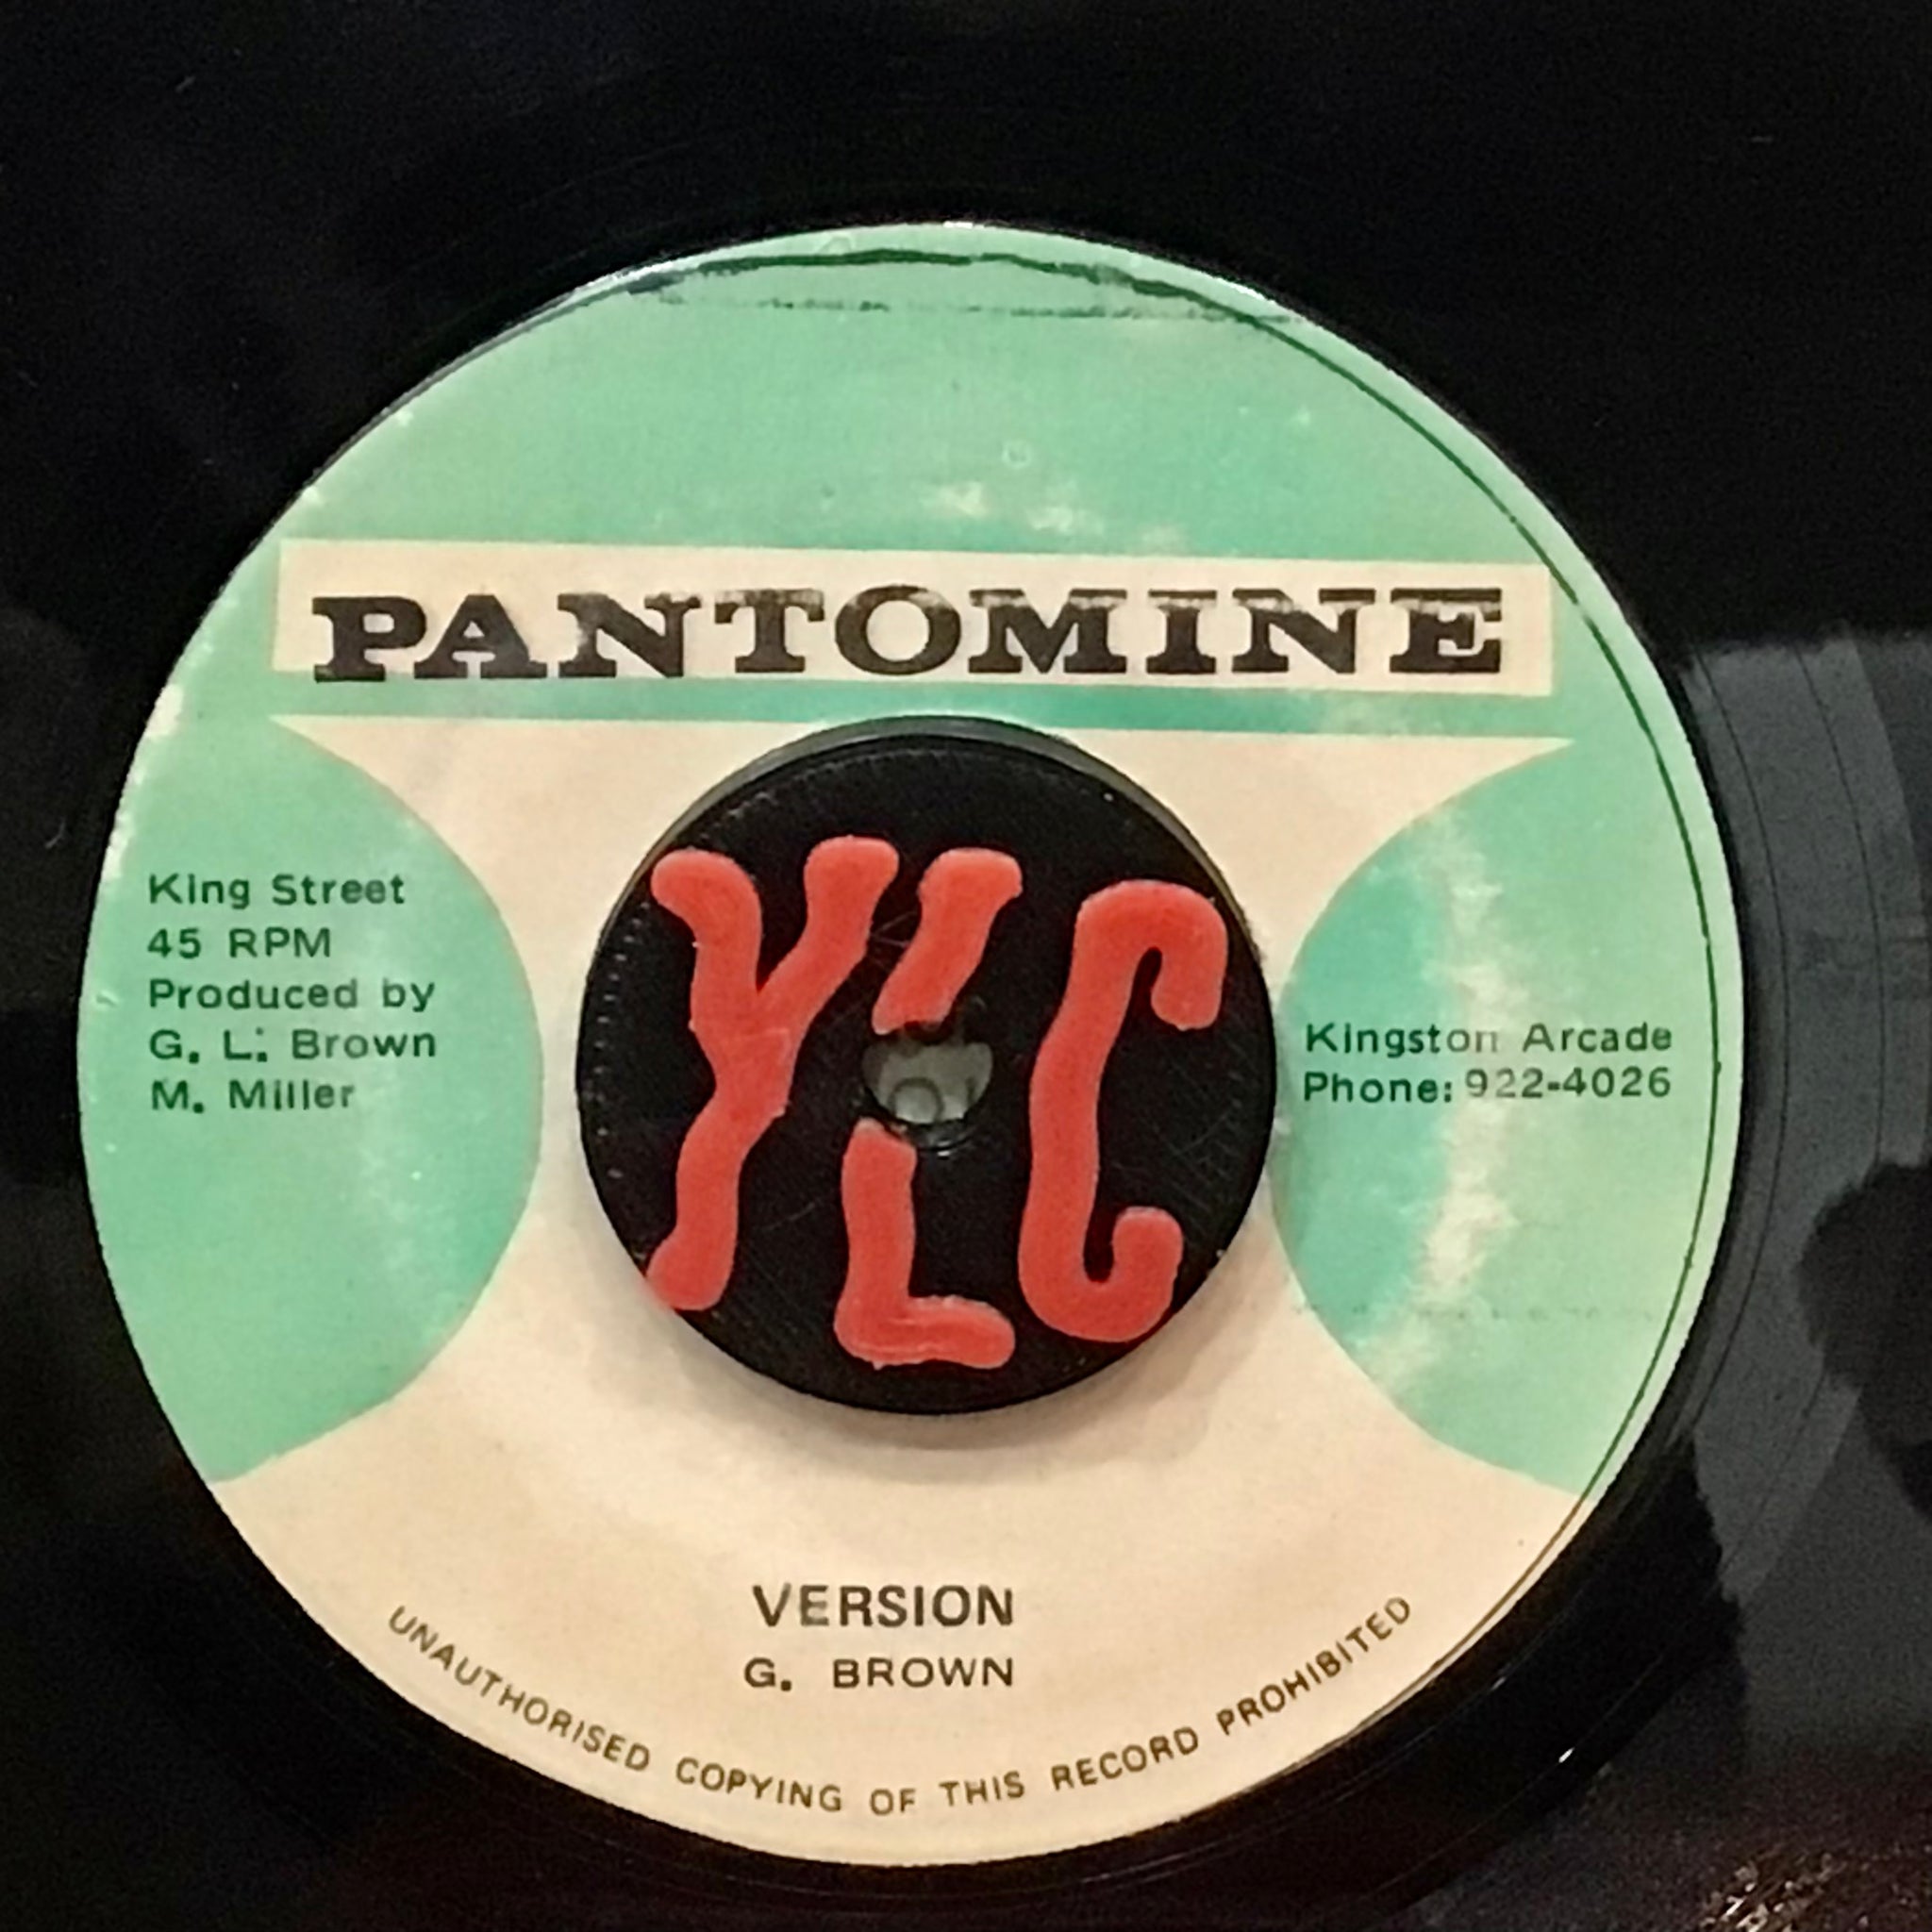 PANTOMINE
King Street
45 RPM
Produced by
G. L. Brown
M. Miller
YLC
Kingston Arcade
Phone: 922-4026
VERSION
G. BROWN
UNAUTHORISED COPYING OF THIS RECORD PROHIBITED